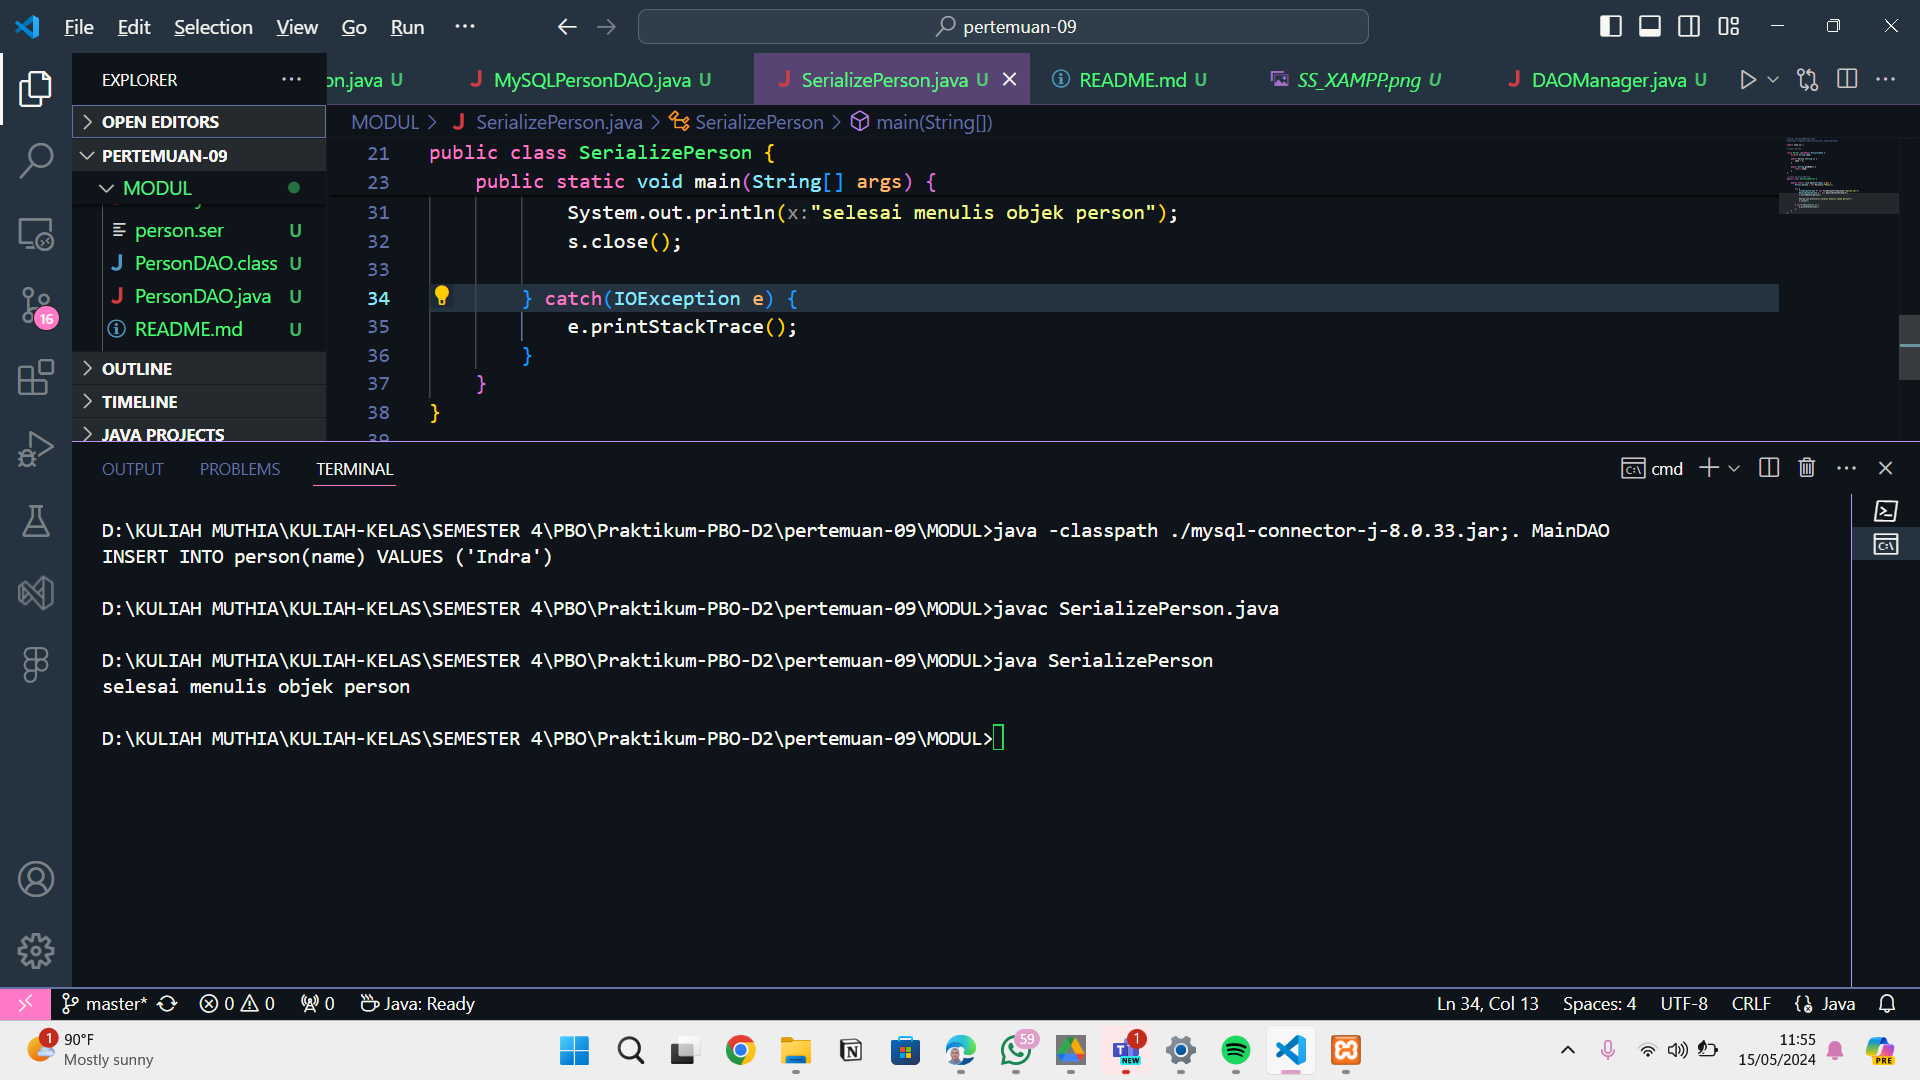 File Edit Selection View Go Run ··· pertemuan-09
EXPLORER ···
on.java U MySQLPersonDAO.java U SerializePerson.java U README.md U SS_XAMPP.png U DAOManager.java U
OPEN EDITORS
PERTEMUAN-09
MODUL
person.ser U
PersonDAO.class U
PersonDAO.java U
README.md U
OUTLINE
TIMELINE
JAVA PROJECTS
16
MODUL > SerializePerson.java > SerializePerson > main(String[])
21 public class SerializePerson {
23 public static void main(String[] args) {
31 System.out.println(x:"selesai menulis objek person");
32 s.close();
33
34 } catch(IOException e) {
35 e.printStackTrace();
36 }
37 }
38 }
39
OUTPUT PROBLEMS TERMINAL cmd
D:\KULIAH MUTHIA\KULIAH-KELAS\SEMESTER 4\PBO\Praktikum-PBO-D2\pertemuan-09\MODUL>java -classpath ./mysql-connector-j-8.0.33.jar;. MainDAO
INSERT INTO person(name) VALUES ('Indra')
D:\KULIAH MUTHIA\KULIAH-KELAS\SEMESTER 4\PBO\Praktikum-PBO-D2\pertemuan-09\MODUL>javac SerializePerson.java
D:\KULIAH MUTHIA\KULIAH-KELAS\SEMESTER 4\PBO\Praktikum-PBO-D2\pertemuan-09\MODUL>java SerializePerson
selesai menulis objek person
D:\KULIAH MUTHIA\KULIAH-KELAS\SEMESTER 4\PBO\Praktikum-PBO-D2\pertemuan-09\MODUL>
master* 0 0 0 Java: Ready Ln 34, Col 13 Spaces: 4 UTF-8 CRLF Java
1 90°F
Mostly sunny
59
1
NEW
11:55
15/05/2024
PRE